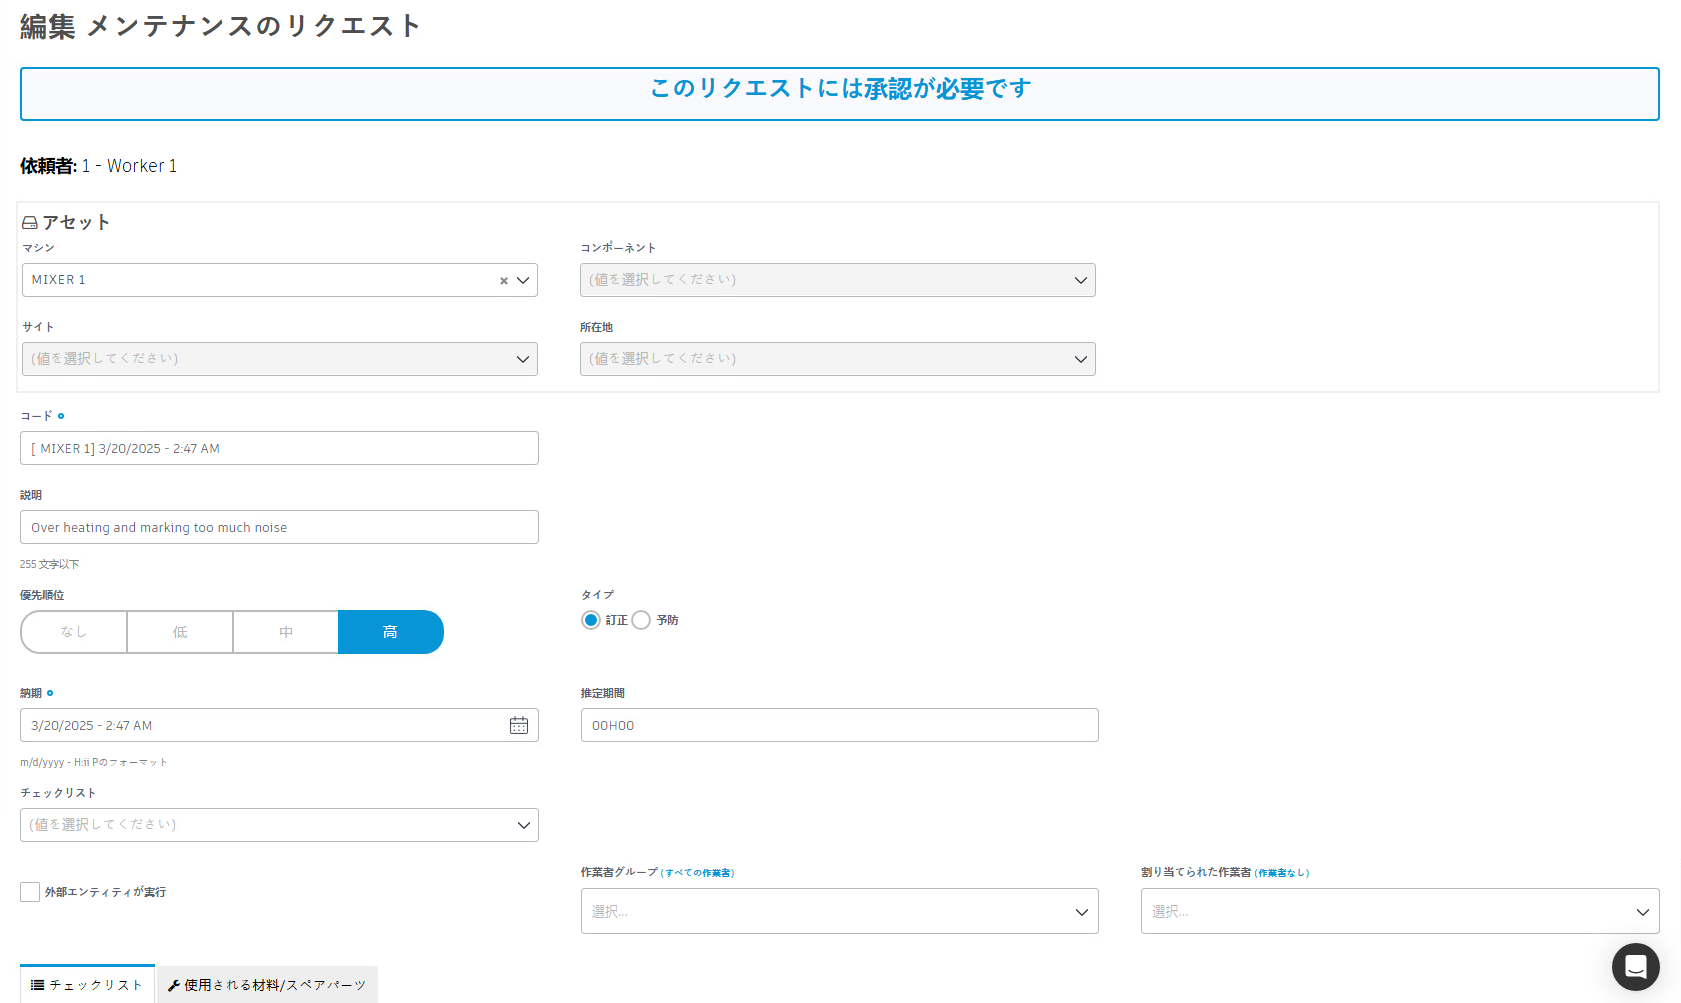 編集 メンテナンスのリクエスト
このリクエストには承認が必要です
依頼者: 1 - Worker 1
アセット
マシン
コンポーネント
MIXER 1
(値を選択してください)
サイト
所在地
(値を選択してください)
(値を選択してください)
コード
[ MIXER 1] 3/20/2025 - 2:47 AM
説明
Over heating and marking too much noise
255 文字以下
優先順位
タイプ
なし
低
中
高
訂正
予防
納期
推定期間
3/20/2025 - 2:47 AM
00H00
m/d/yyyy - H:ii Pのフォーマット
チェックリスト
(値を選択してください)
作業者グループ (すべての作業者)
割り当てられた作業者 (作業者なし)
外部エンティティが実行
選択...
選択...
チェックリスト
使用される材料/スペアパーツ